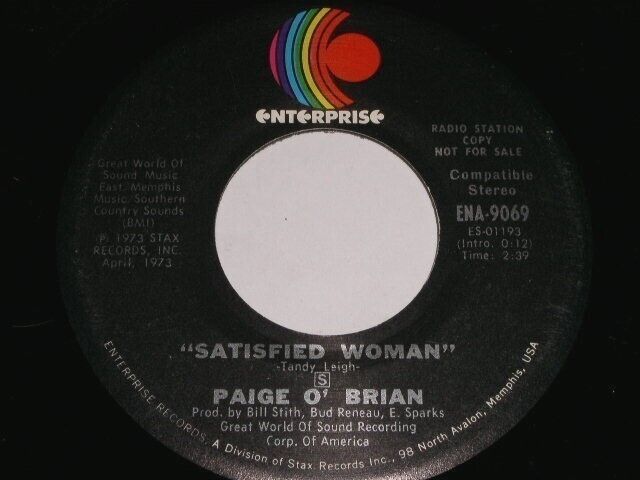 ENTERPRISE
RADIO STATION
COPY
NOT FOR SALE
Compatible
Stereo
ENA-9069
ES-01193
(Intro. 0:12)
Time: 2:39
Great World Of
Sound Music
East/Memphis
Music/Southern
Country Sounds
(BMI)
℗ 1973 STAX
RECORDS, INC.
April, 1973
"SATISFIED WOMAN"
-Tandy Leigh-
S
PAIGE O' BRIAN
Prod. by Bill Stith, Bud Reneau, E. Sparks
Great World Of Sound Recording
Corp. Of America
ENTERPRISE RECORDS, A Division of Stax Records Inc., 98 North Avalon, Memphis, USA